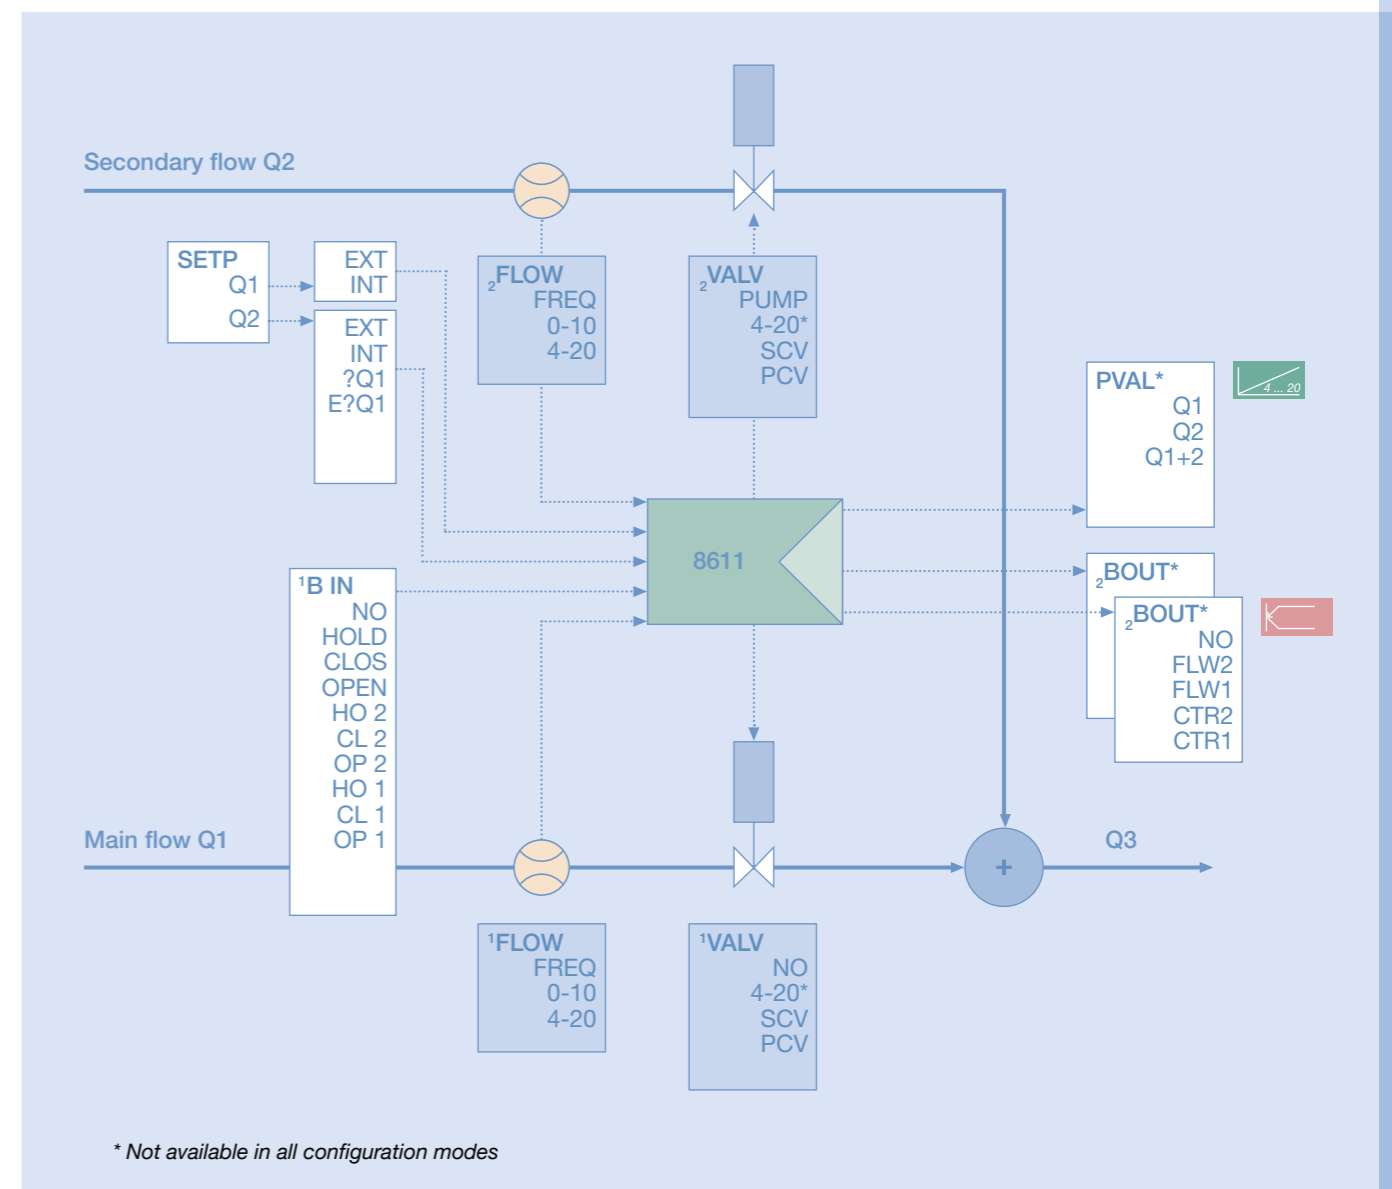 Secondary flow Q2
SETP
Q1
Q2
EXT
INT
EXT
INT
?Q1
E?Q1
2FLOW
FREQ
0-10
4-20
2VALV
PUMP
4-20*
SCV
PCV
PVAL*
Q1
Q2
Q1+2
4 ... 20
8611
1B IN
NO
HOLD
CLOS
OPEN
HO 2
CL 2
OP 2
HO 1
CL 1
OP 1
2BOUT*
2BOUT*
NO
FLW2
FLW1
CTR2
CTR1
Main flow Q1
+
Q3
1FLOW
FREQ
0-10
4-20
1VALV
NO
4-20*
SCV
PCV
* Not available in all configuration modes